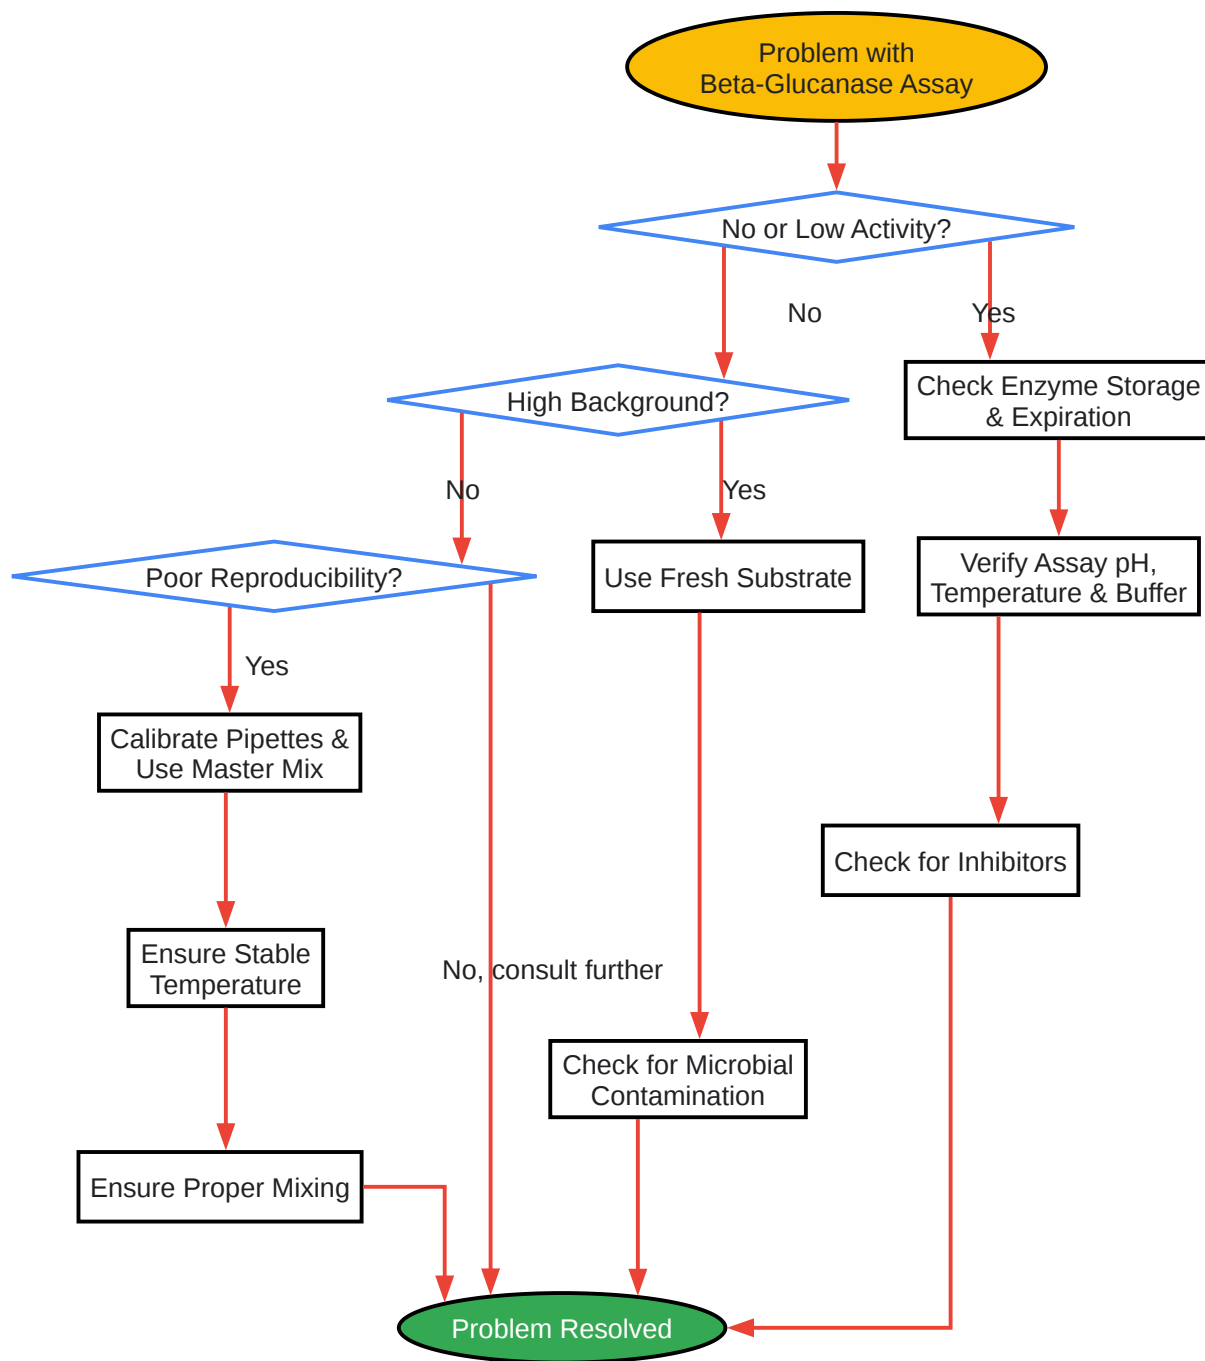 Problem with
Beta-Glucanase Assay
No or Low Activity?
No
Yes
Check Enzyme Storage
& Expiration
High Background?
No
Yes
Verify Assay pH,
Temperature & Buffer
Use Fresh Substrate
Poor Reproducibility?
Yes
Calibrate Pipettes &
Use Master Mix
Check for Inhibitors
Ensure Stable
Temperature
No, consult further
Check for Microbial
Contamination
Ensure Proper Mixing
Problem Resolved